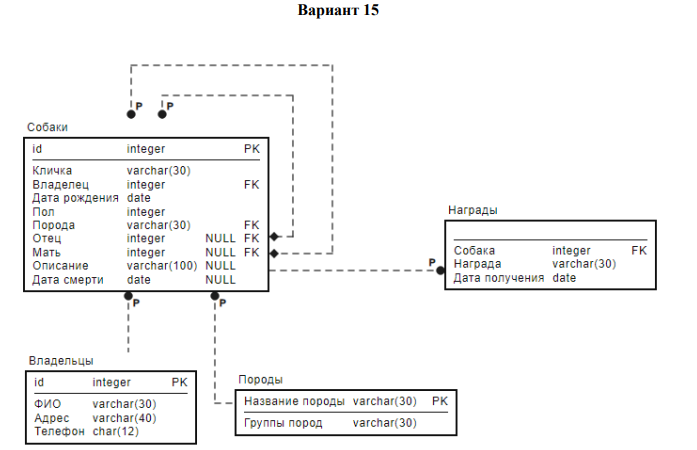 Вариант 15
P
P
Собаки
id integer PK
Кличка varchar(30)
Владелец integer FK
Дата рождения date
Пол integer
Порода varchar(30) FK
Отец integer NULL FK
Мать integer NULL FK
Описание varchar(100) NULL
Дата смерти date NULL
Награды
Собака integer FK
Награда varchar(30)
Дата получения date
P
P
P
Владельцы
id integer PK
ФИО varchar(30)
Адрес varchar(40)
Телефон char(12)
Породы
Название породы varchar(30) PK
Группы пород varchar(30)